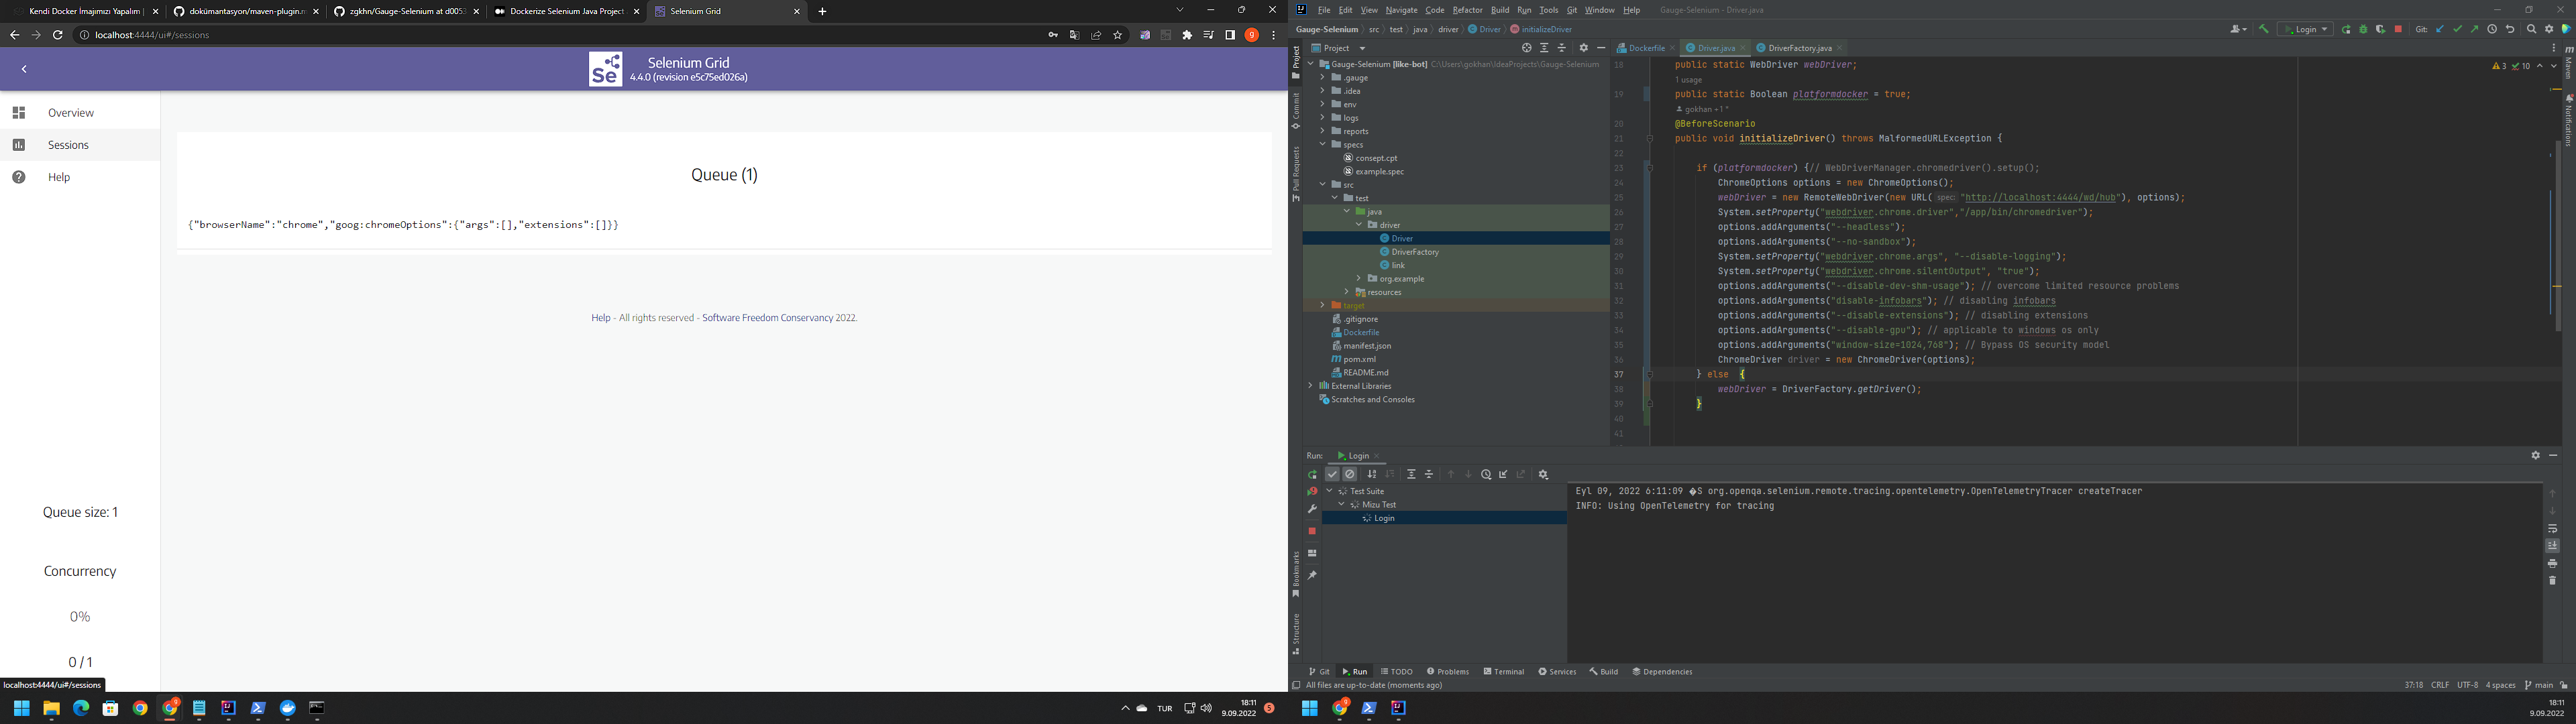 Kendi Docker İmajımızı Yapalım |
dokümantasyon/maven-plugin.m
zgkhn/Gauge-Selenium at d0053
Dockerize Selenium Java Project
Selenium Grid
localhost:4444/ui#/sessions
Selenium Grid
4.4.0 (revision e5c75ed026a)
Overview
Sessions
Help
Queue (1)
{"browserName":"chrome","goog:chromeOptions":{"args":[],"extensions":[]}}
Help - All rights reserved - Software Freedom Conservancy 2022.
Queue size: 1
Concurrency
0%
0 / 1
localhost:4444/ui#/sessions
TUR
18:11
9.09.2022
5
File Edit View Navigate Code Refactor Build Run Tools Git Window Help Gauge-Selenium - Driver.java
Gauge-Selenium src test java driver Driver initializeDriver
Login
Git:
Project
Commit
Pull Requests
Bookmarks
Structure
Project
Gauge-Selenium [like-bot] C:\Users\gokhan\IdeaProjects\Gauge-Selenium
.gauge
.idea
env
logs
reports
specs
consept.cpt
example.spec
src
test
java
driver
Driver
DriverFactory
link
org.example
resources
target
.gitignore
Dockerfile
manifest.json
pom.xml
README.md
External Libraries
Scratches and Consoles
Dockerfile
Driver.java
DriverFactory.java
3 10
Maven
Notifications
18 public static WebDriver webDriver;
1 usage
19 public static Boolean platformdocker = true;
gokhan +1 *
20 @BeforeScenario
21 public void initializeDriver() throws MalformedURLException {
22
23 if (platformdocker) {// WebDriverManager.chromedriver().setup();
24 ChromeOptions options = new ChromeOptions();
25 webDriver = new RemoteWebDriver(new URL( spec: "http://localhost:4444/wd/hub"), options);
26 System.setProperty("webdriver.chrome.driver","/app/bin/chromedriver");
27 options.addArguments("--headless");
28 options.addArguments("--no-sandbox");
29 System.setProperty("webdriver.chrome.args", "--disable-logging");
30 System.setProperty("webdriver.chrome.silentOutput", "true");
31 options.addArguments("--disable-dev-shm-usage"); // overcome limited resource problems
32 options.addArguments("disable-infobars"); // disabling infobars
33 options.addArguments("--disable-extensions"); // disabling extensions
34 options.addArguments("--disable-gpu"); // applicable to windows os only
35 options.addArguments("window-size=1024,768"); // Bypass OS security model
36 ChromeDriver driver = new ChromeDriver(options);
37 } else {
38 webDriver = DriverFactory.getDriver();
39 }
40
41
Run: Login
Test Suite
Mizu Test
Login
Eyl 09, 2022 6:11:09 �S org.openqa.selenium.remote.tracing.opentelemetry.OpenTelemetryTracer createTracer
INFO: Using OpenTelemetry for tracing
Git Run TODO Problems Terminal Services Build Dependencies
All files are up-to-date (moments ago)
37:18 CRLF UTF-8 4 spaces main
18:11
9.09.2022